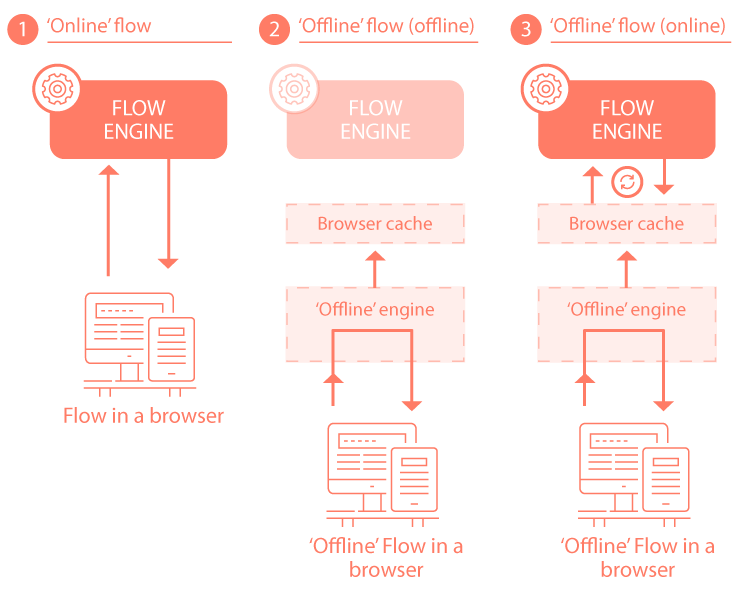 1 ‘Online’ flow
FLOW
ENGINE
Flow in a browser
2 ‘Offline’ flow (offline)
FLOW
ENGINE
Browser cache
‘Offline’ engine
‘Offline’ Flow in a
browser
3 ‘Offline’ flow (online)
FLOW
ENGINE
Browser cache
‘Offline’ engine
‘Offline’ Flow in a
browser